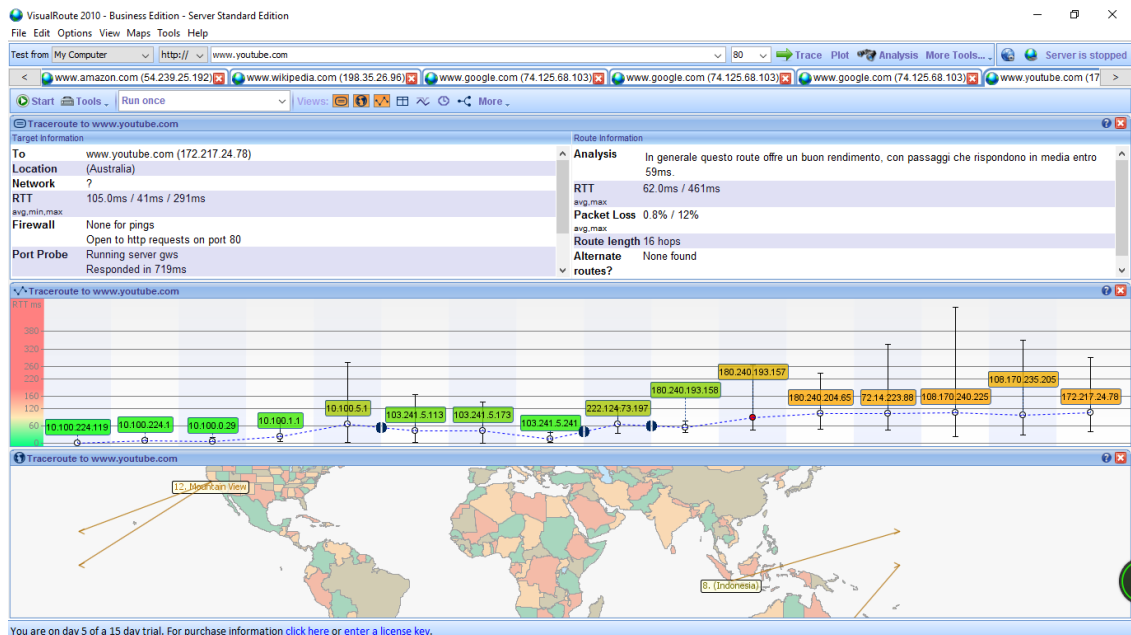 VisualRoute 2010 - Business Edition - Server Standard Edition
File Edit Options View Maps Tools Help
Test from My Computer http:// www.youtube.com 80 Trace Plot Analysis More Tools... Server is stopped
< www.amazon.com (54.239.25.192) www.wikipedia.com (198.35.26.96) www.google.com (74.125.68.103) www.google.com (74.125.68.103) www.google.com (74.125.68.103) www.youtube.com (17 >
Start Tools Run once Views: More
Traceroute to www.youtube.com
Target Information Route Information
To www.youtube.com (172.217.24.78)
Location (Australia)
Network ?
RTT 105.0ms / 41ms / 291ms
avg,min,max
Firewall None for pings
Open to http requests on port 80
Port Probe Running server gws
Responded in 719ms
Analysis In generale questo route offre un buon rendimento, con passaggi che rispondono in media entro
59ms.
RTT 62.0ms / 461ms
avg,max
Packet Loss 0.8% / 12%
avg,max
Route length 16 hops
Alternate None found
routes?
Traceroute to www.youtube.com
RTT ms
380
320
260
220
160
120
60
0
10.100.224.119
10.100.224.1
10.100.0.29
10.100.1.1
10.100.5.1
103.241.5.113
103.241.5.173
103.241.5.241
222.124.73.197
180.240.193.158
180.240.193.157
180.240.204.65
72.14.223.88
108.170.240.225
108.170.235.205
172.217.24.78
Traceroute to www.youtube.com
12. Mountain View
8. (Indonesia)
You are on day 5 of a 15 day trial. For purchase information click here or enter a license key.